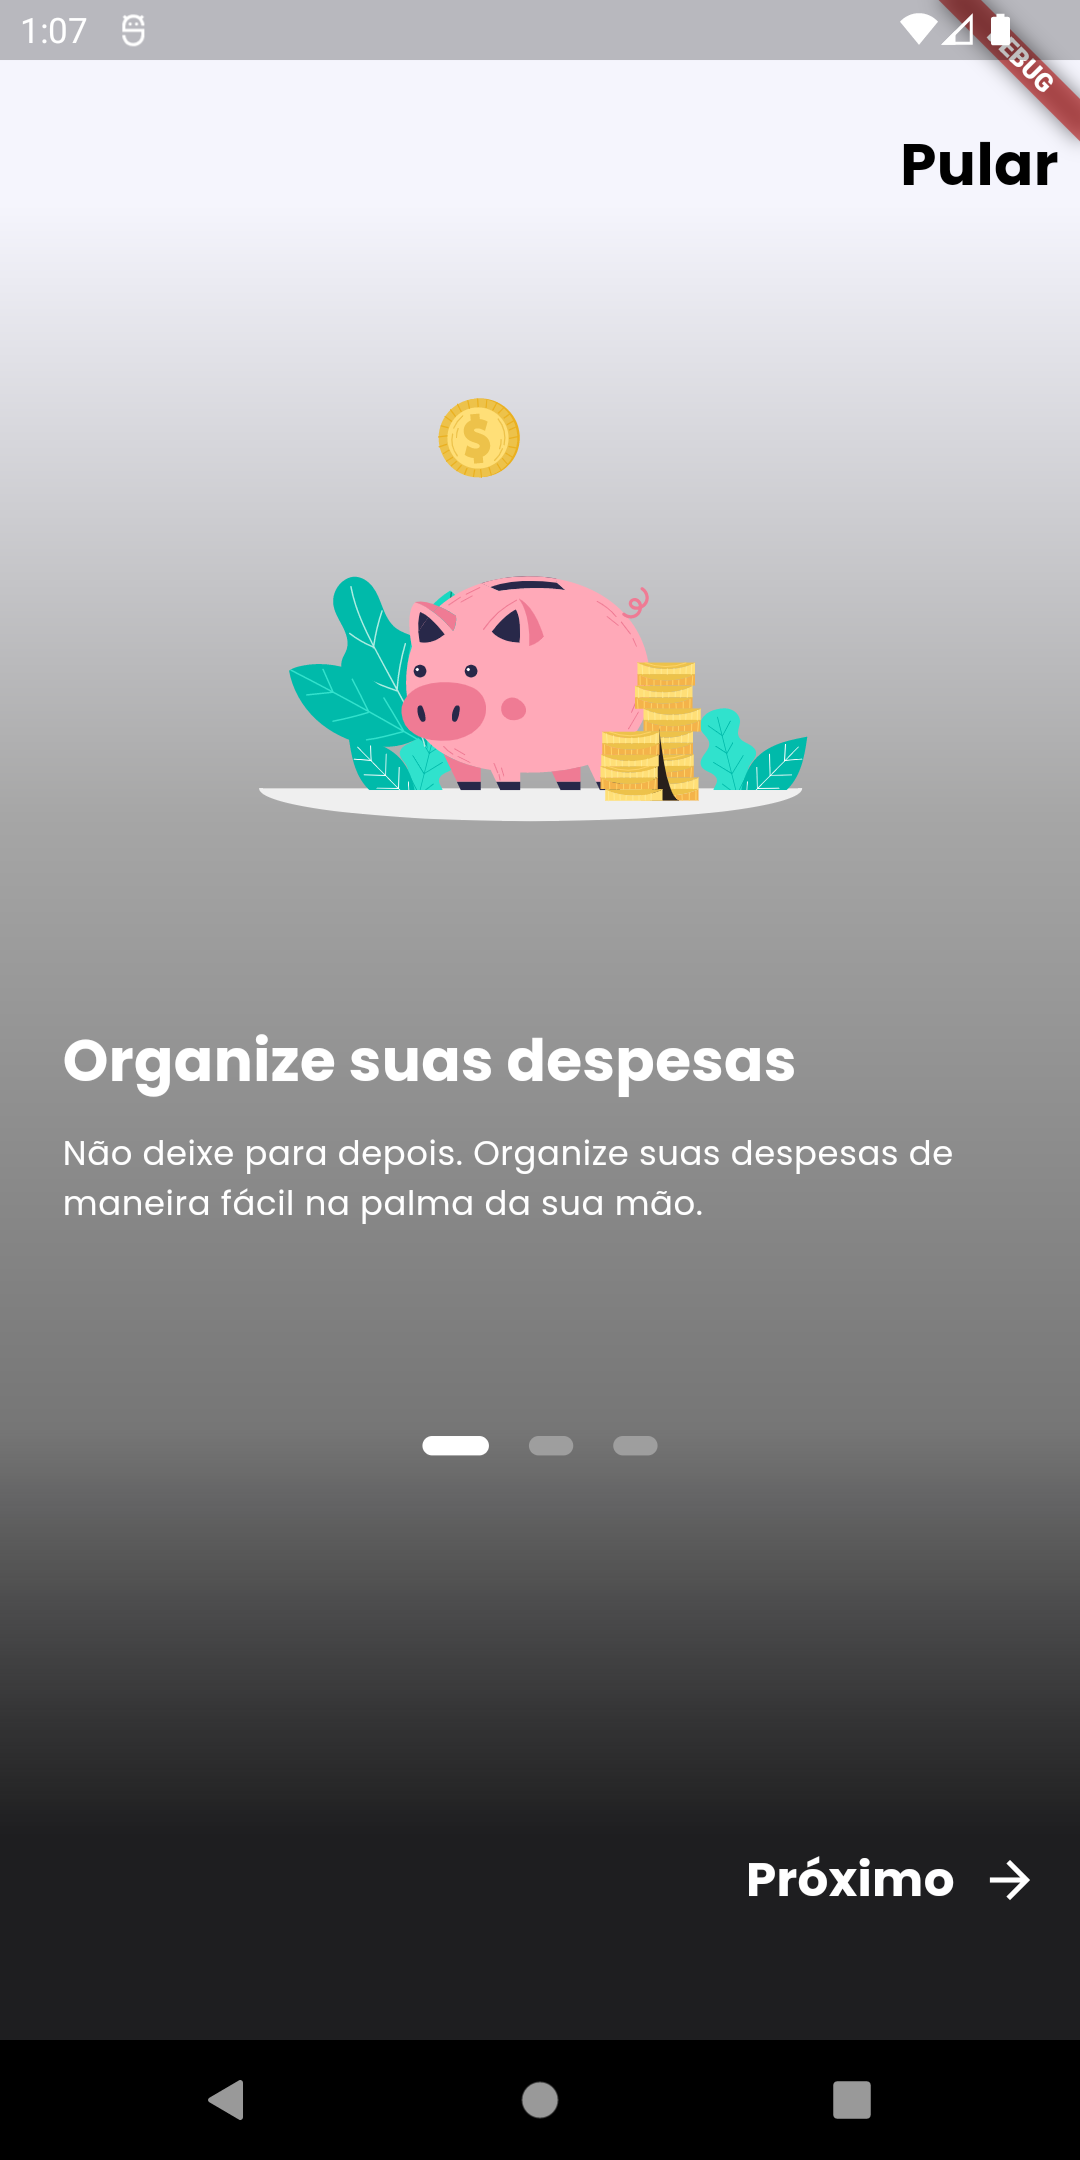 1:07
DEBUG
Pular
$
Organize suas despesas
Não deixe para depois. Organize suas despesas de
maneira fácil na palma da sua mão.
Próximo